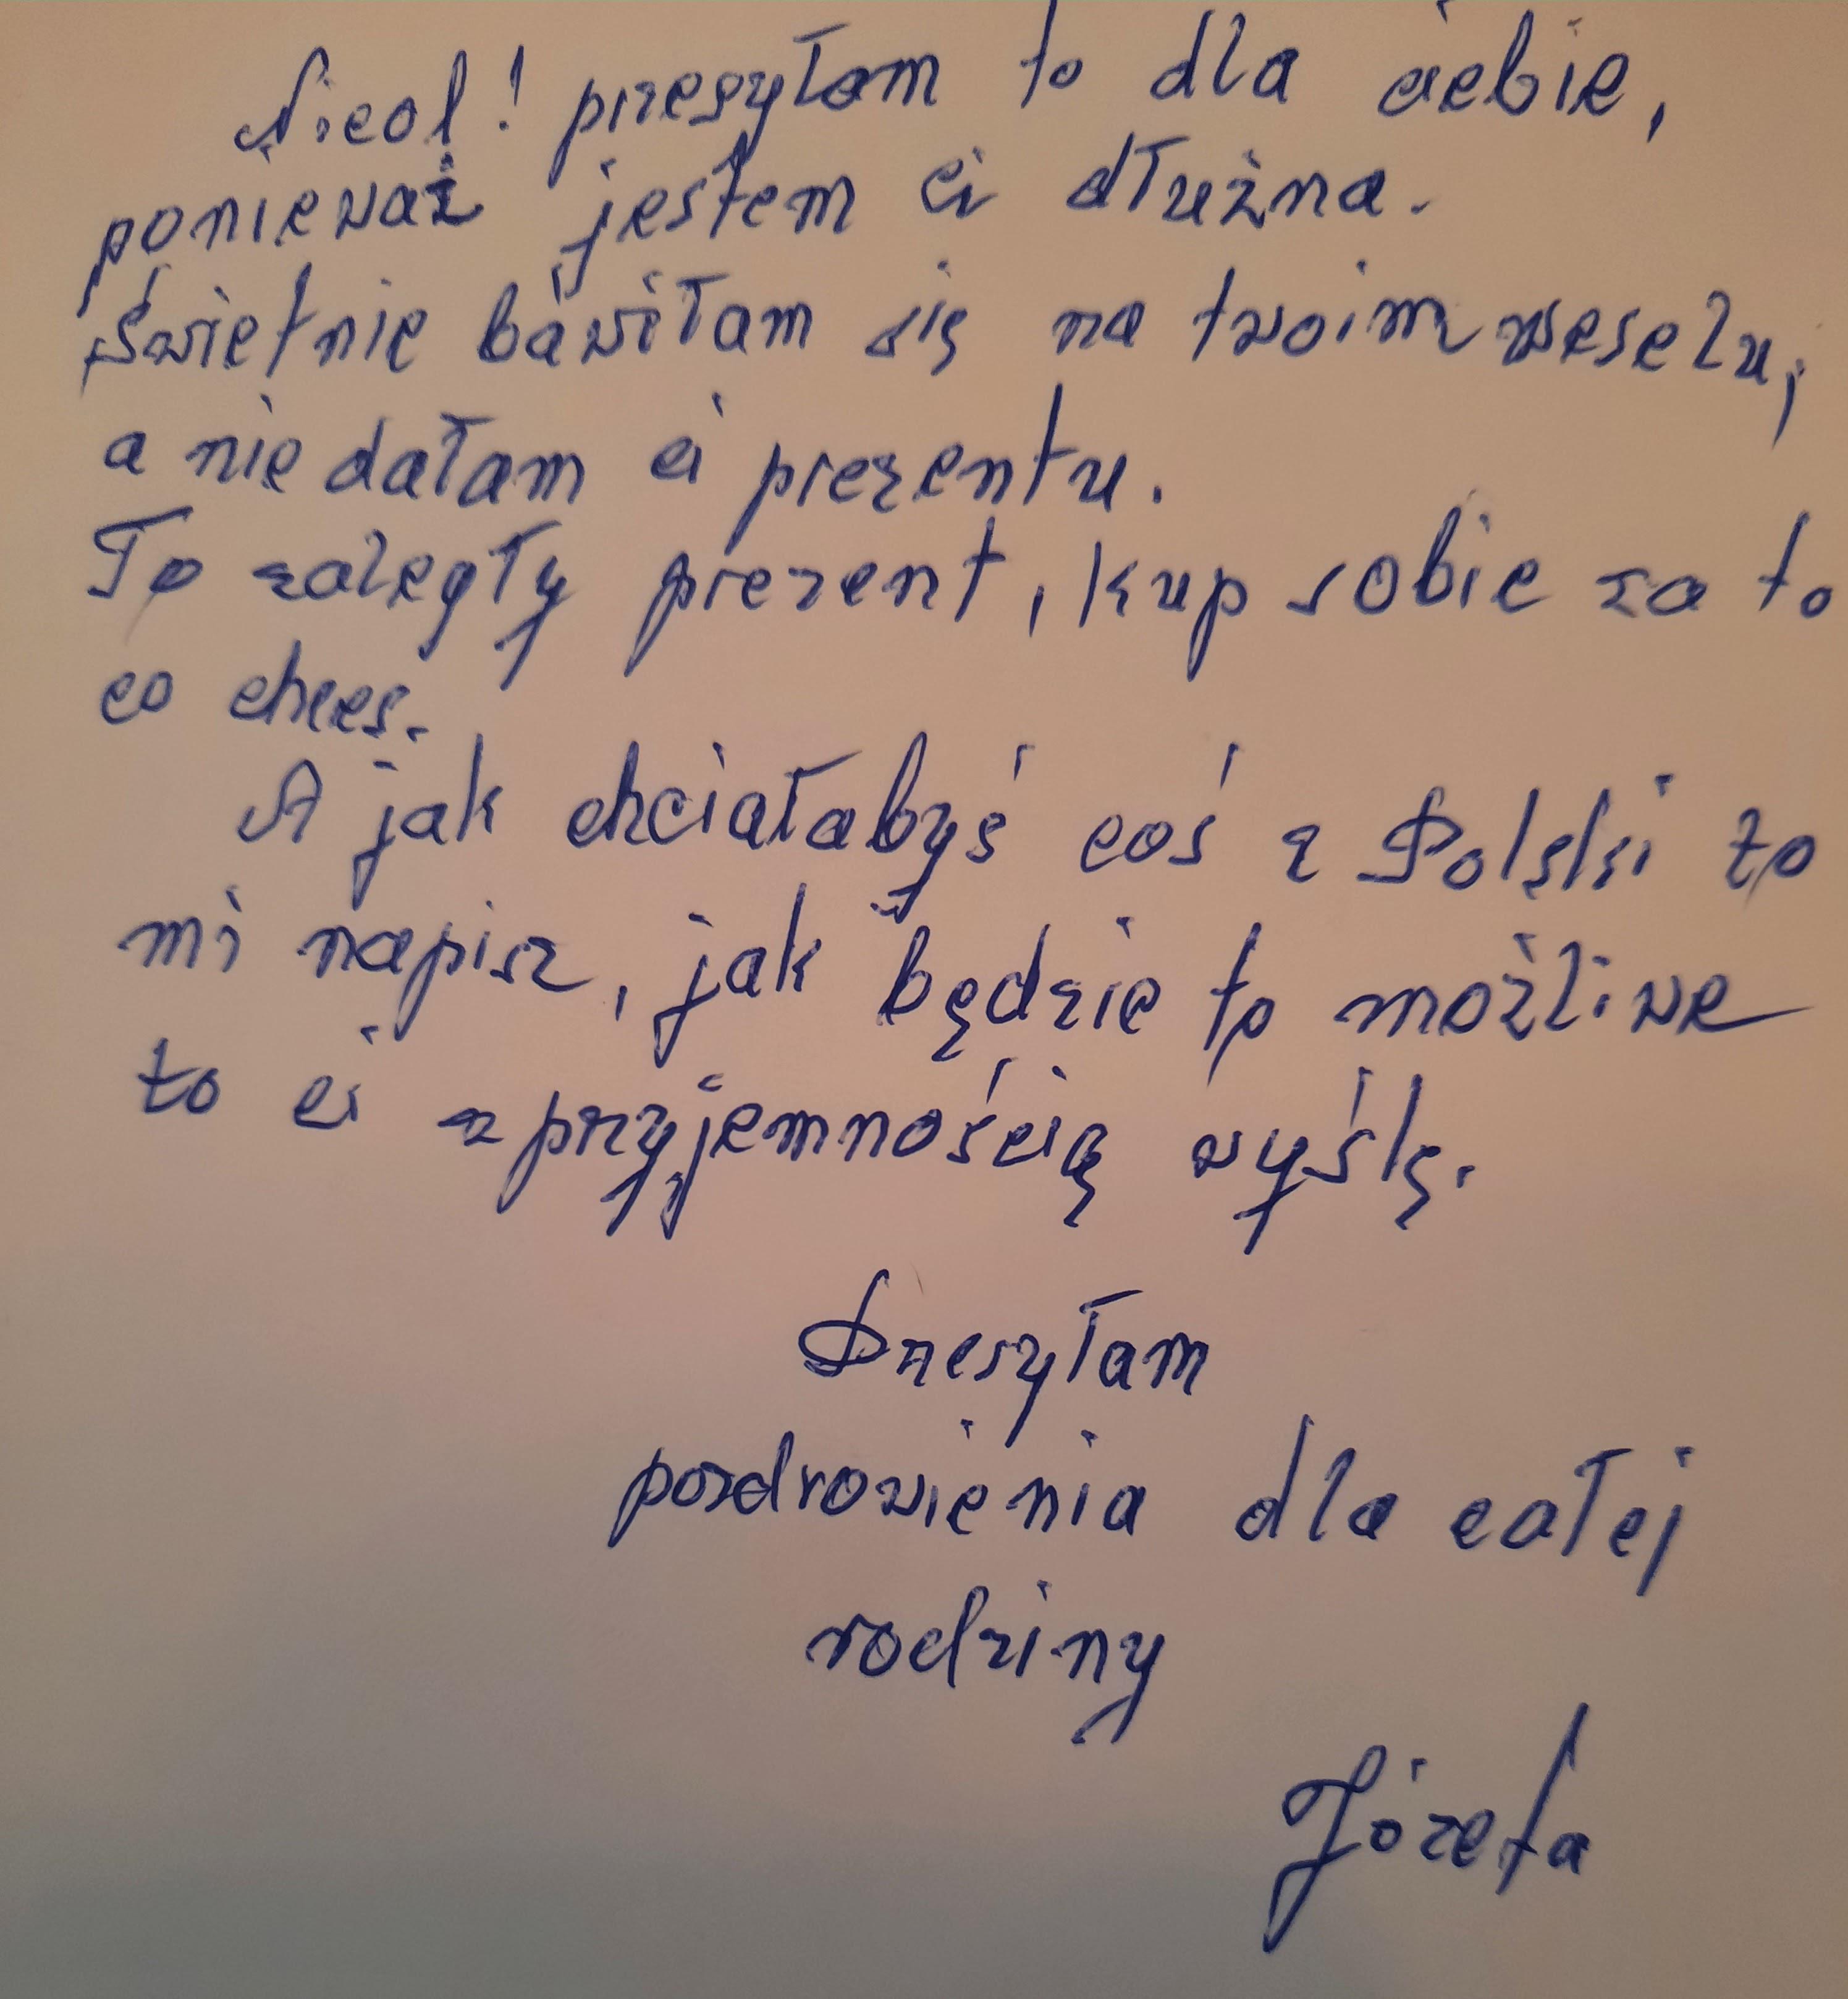 Nicol! przesyłam to dla ciebie,
ponieważ jestem ci dłużna.
Świetnie bawiłam się na twoim weselu,
a nie dałam ci prezentu.
To zaległy prezent, kup sobie za to
co chces.
A jak chciałabyś coś z Polski to
mi napisz, jak będzie to możliwe
to ci z przyjemnością wyślę.
Przesyłam
pozdrowienia dla całej
rodziny
Józefa